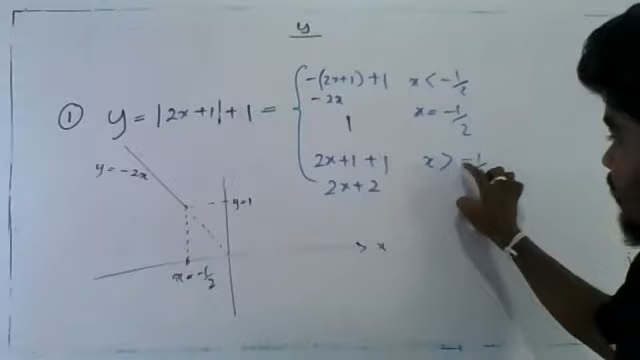 y
① y = |2x+1| + 1 = { -(2x+1)+1 x < -1/2
-2x
1 x = -1/2
2x+1+1 x > -1/
2x+2
y = -2x
y=1
> x
x = -1/2